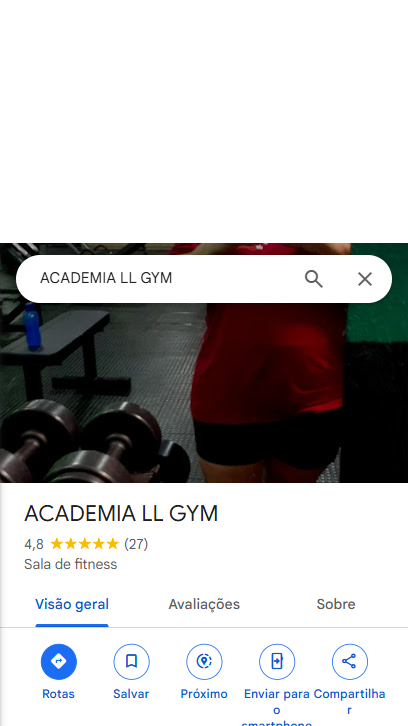 ACADEMIA LL GYM
ACADEMIA LL GYM
4,8 (27)
Sala de fitness
Visão geral Avaliações Sobre
Rotas Salvar Próximo Enviar para Compartilha
o r
smartphone